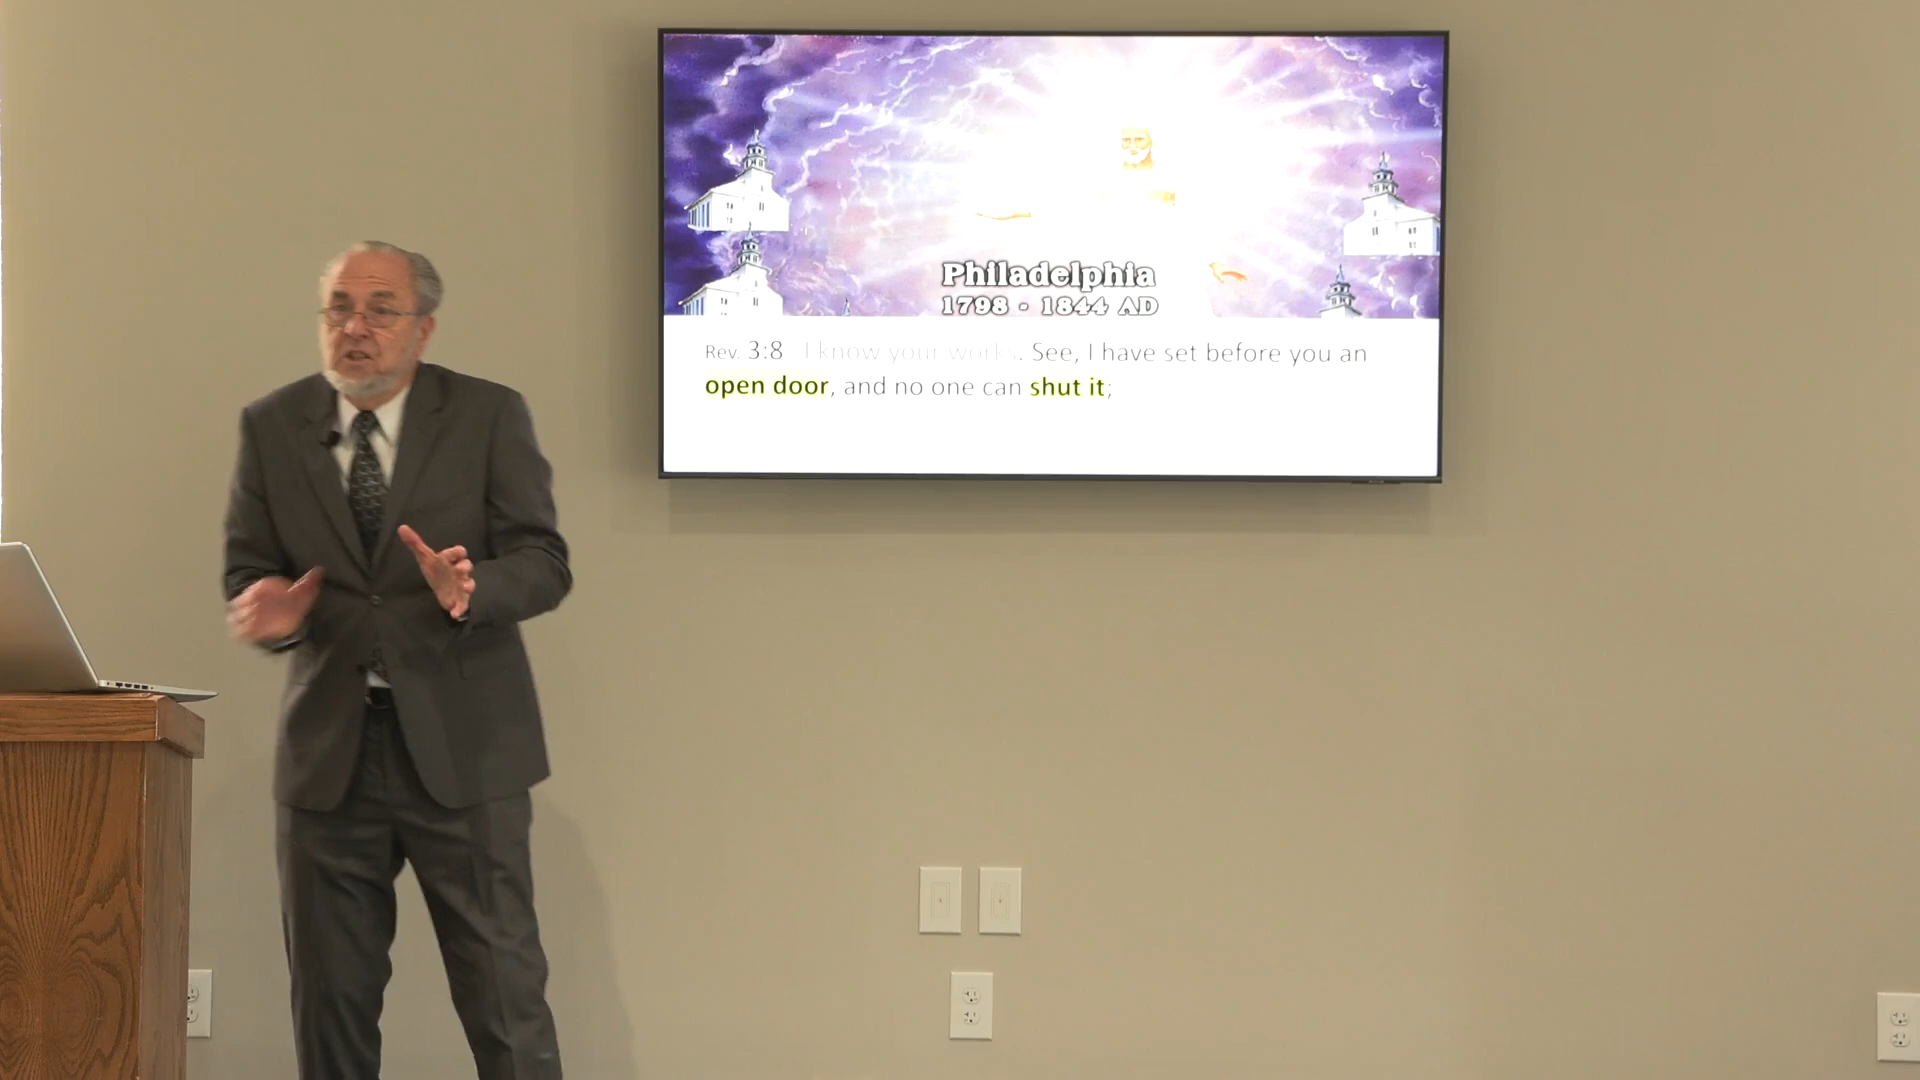 Philadelphia
1798 - 1844 AD
Rev. 3:8 I know your works. See, I have set before you an
open door, and no one can shut it;